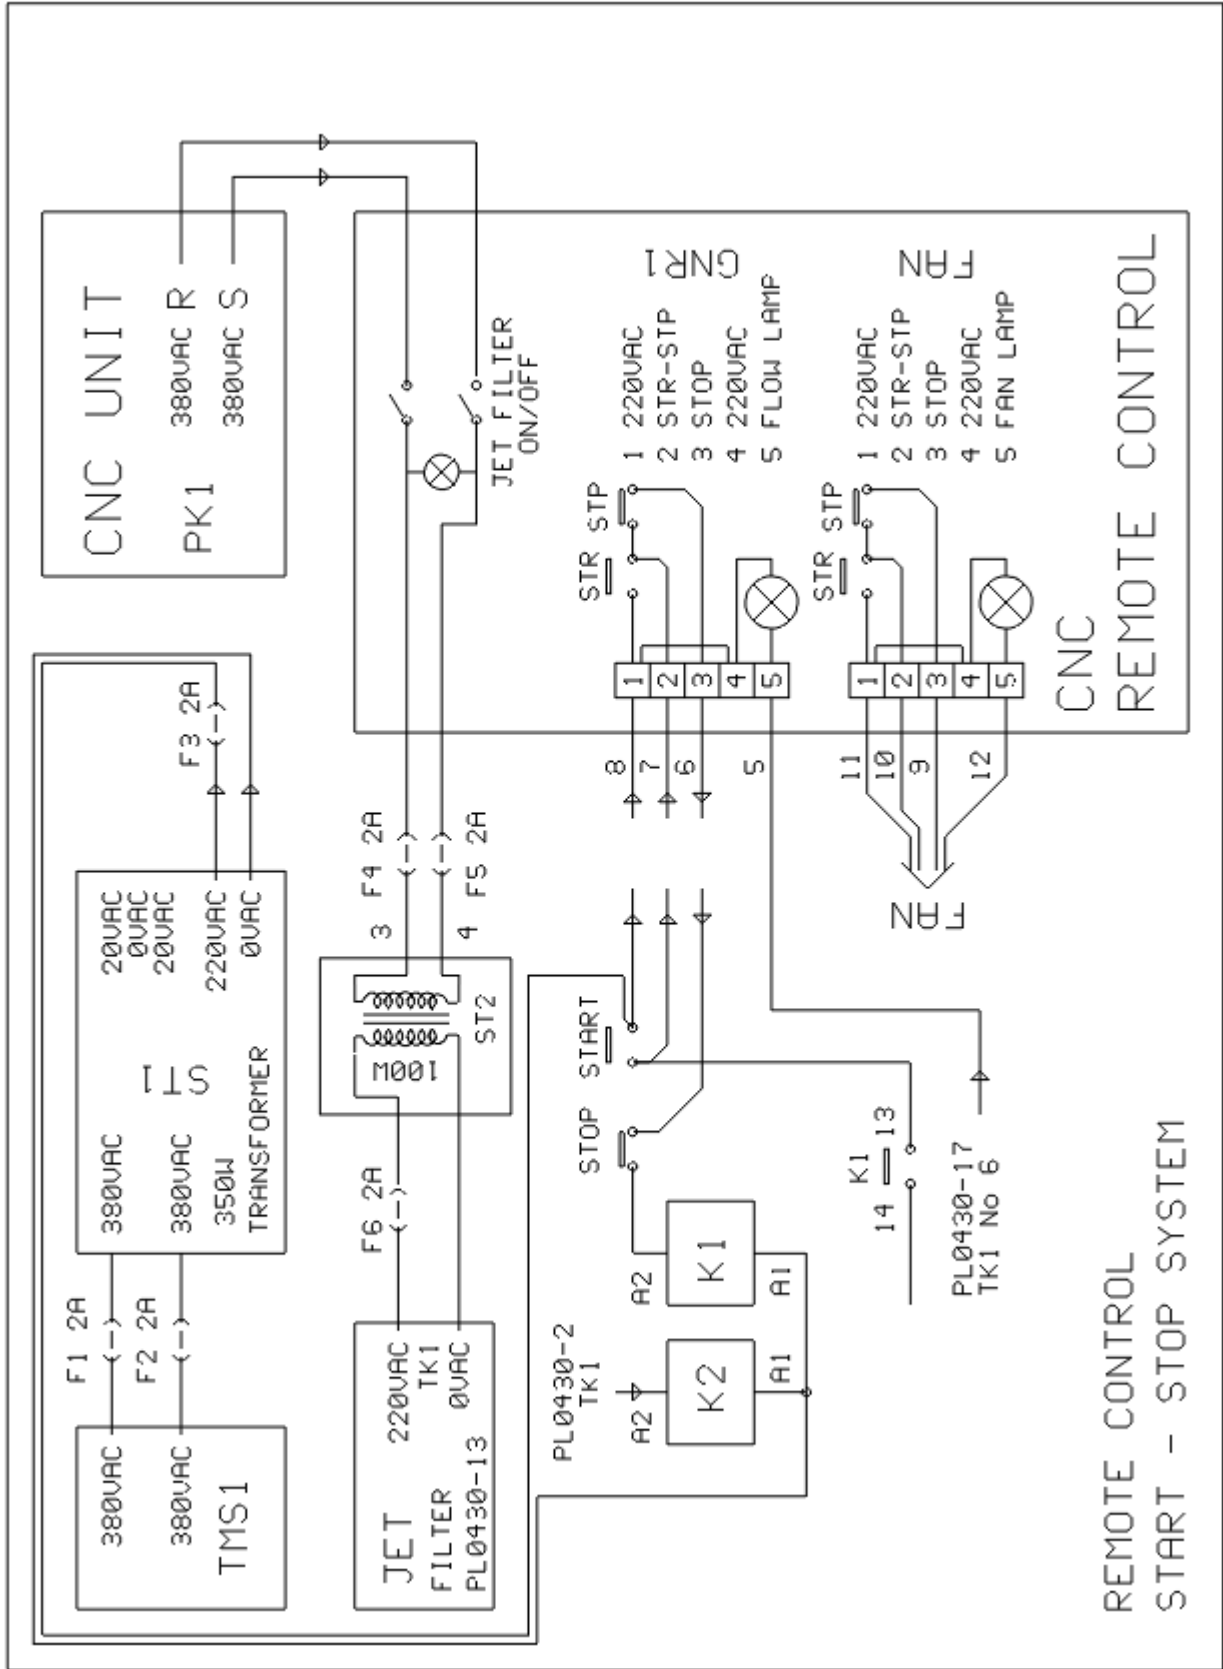 CNC UNIT
PK1
380VAC R
380VAC S
F3 2A
20VAC
0VAC
20VAC
220VAC
0VAC
ST1
380VAC
380VAC
350W
TRANSFORMER
F1 2A
F2 2A
380VAC
380VAC
TMS1
JET FILTER
ON/OFF
F4 2A
F5 2A
3
4
ST2
100W
F6 2A
JET
FILTER
PL0430-13
220VAC
TK1
0VAC
GNR1
1 220VAC
2 STR-STP
3 STOP
4 220VAC
5 FLOW LAMP
STR
STP
1
2
3
4
5
8
7
6
5
FAN
1 220VAC
2 STR-STP
3 STOP
4 220VAC
5 FAN LAMP
STR
STP
1
2
3
4
5
11
10
9
12
FAN
CNC
REMOTE CONTROL
START
STOP
K1
13
14
PL0430-17
TK1 No 6
A2
K1
A1
PL0430-2
TK1
A2
K2
A1
REMOTE CONTROL
START - STOP SYSTEM